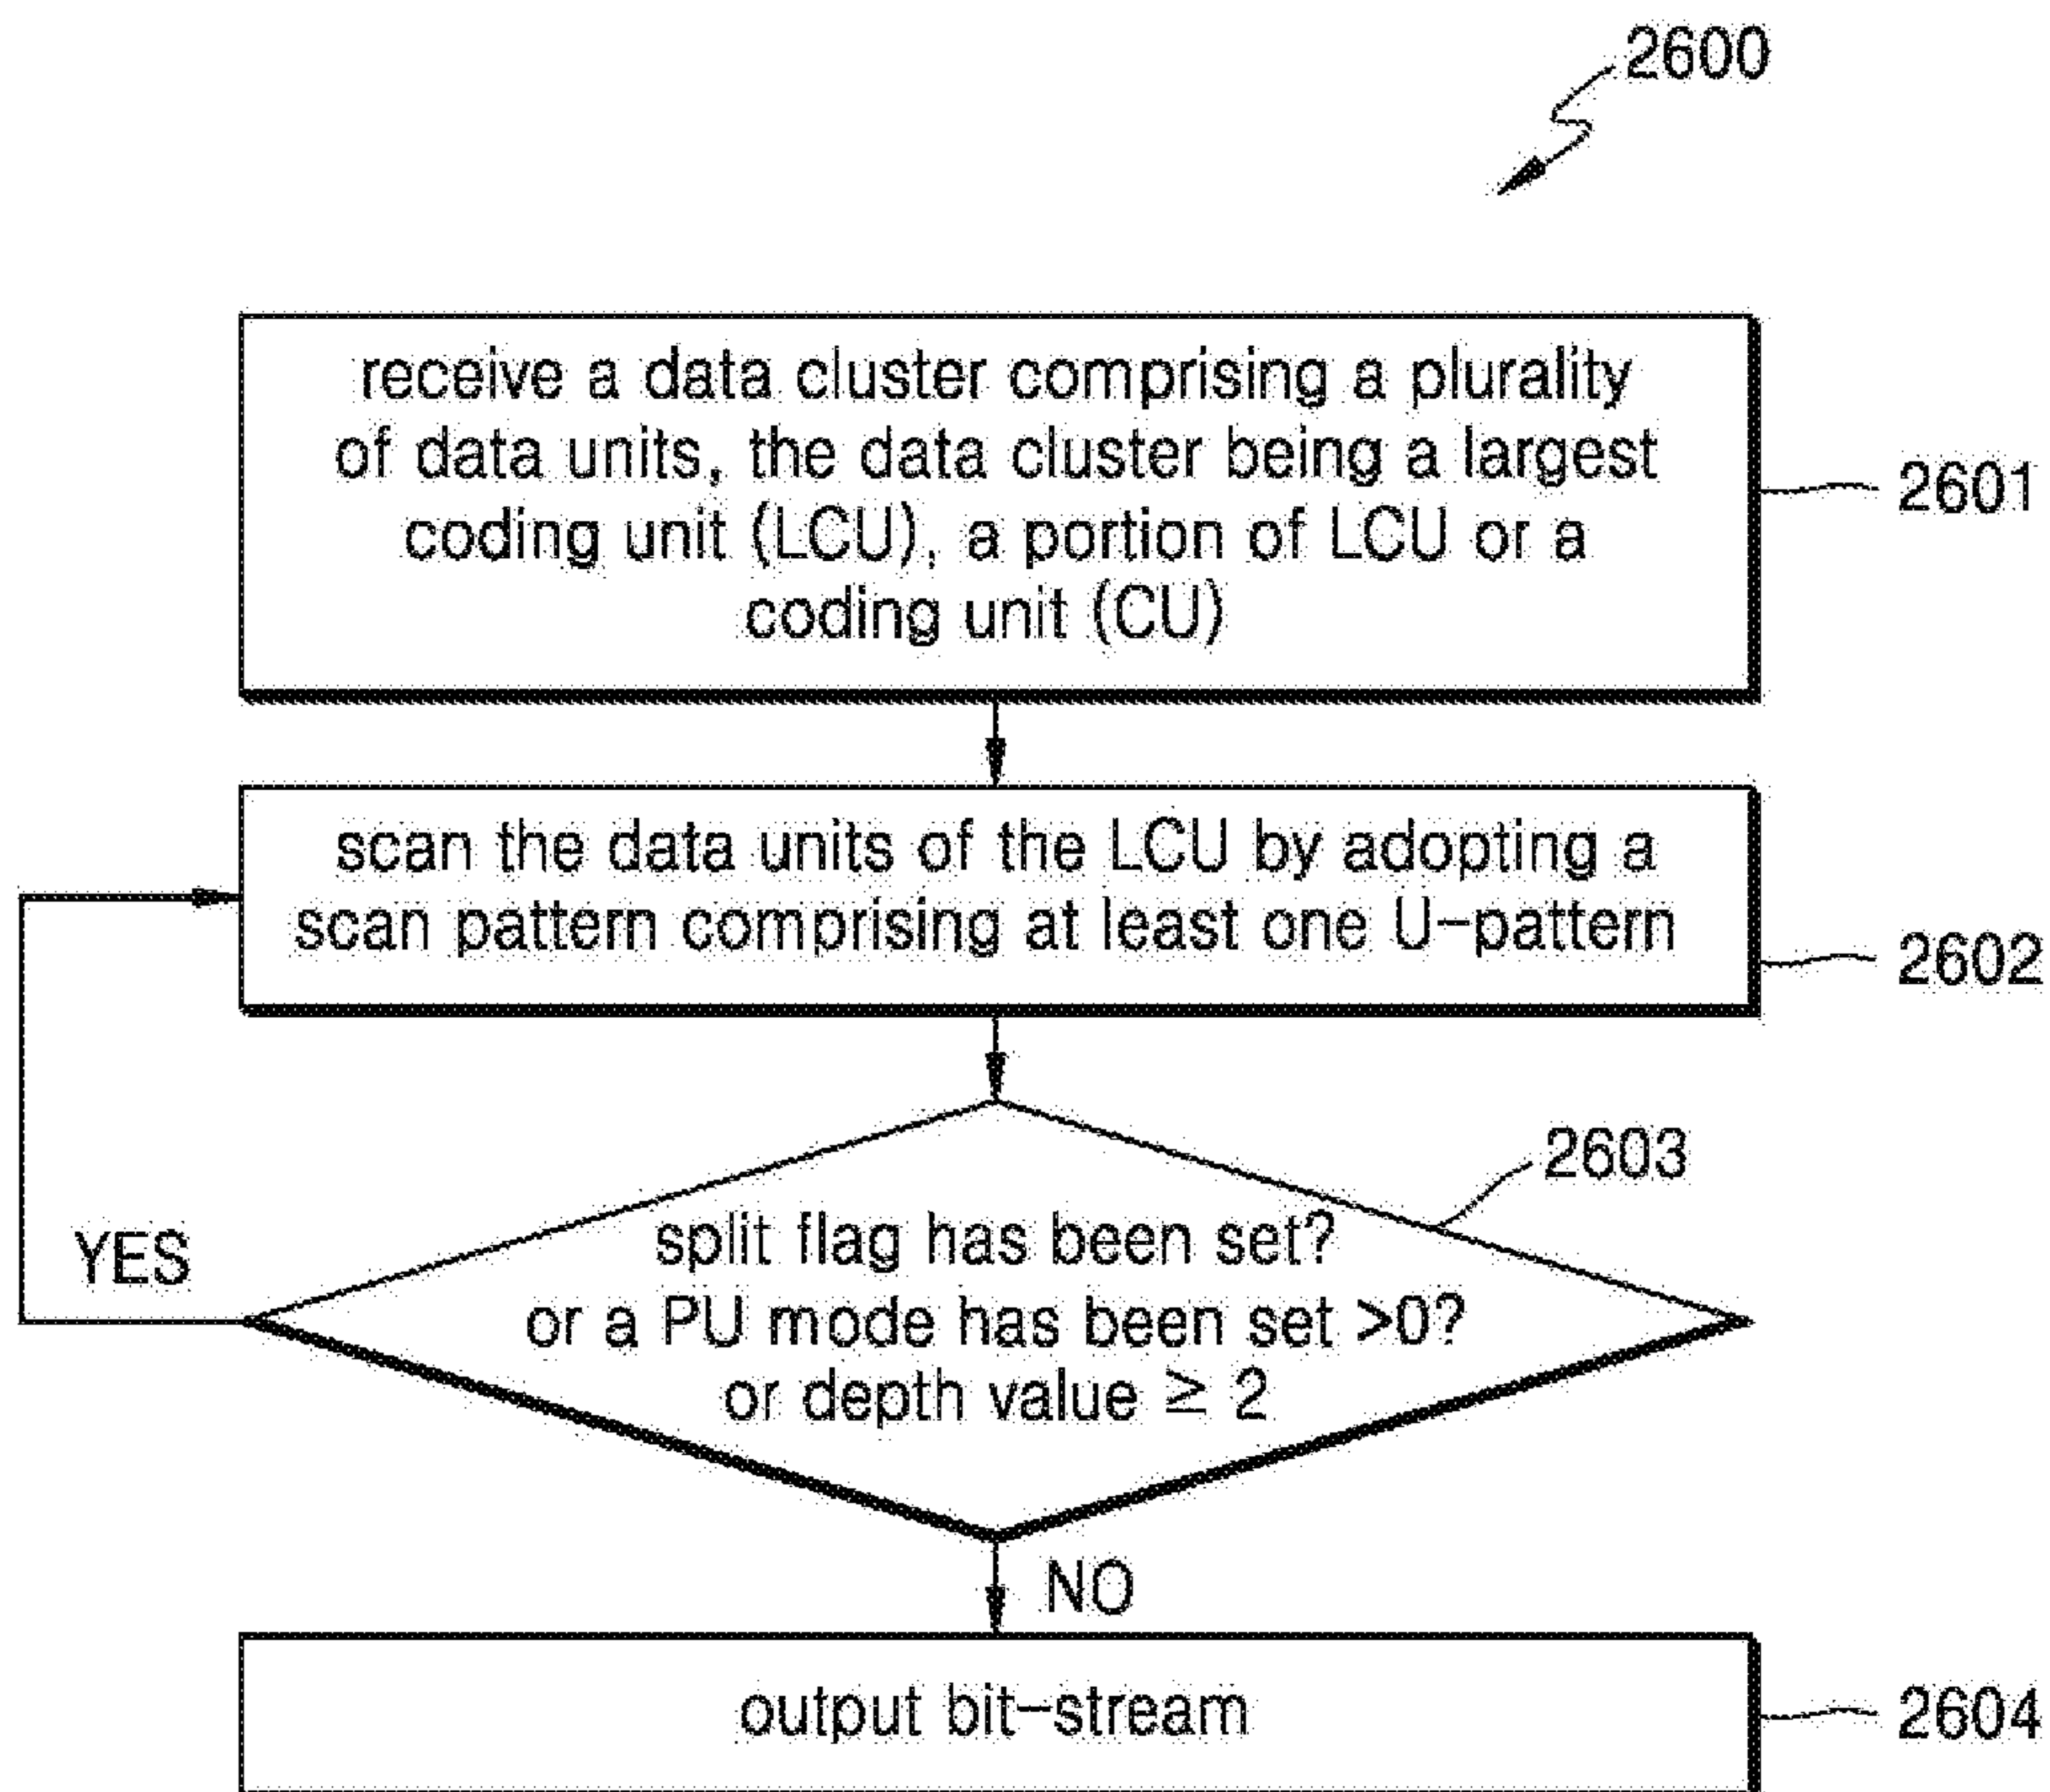 2600
receive a data cluster comprising a plurality
of data units, the data cluster being a largest
coding unit (LCU), a portion of LCU or a
coding unit (CU)
2601
scan the data units of the LCU by adopting a
scan pattern comprising at least one U-pattern
2602
2603
split flag has been set?
or a PU mode has been set >0?
or depth value ≥ 2
YES
NO
output bit-stream
2604